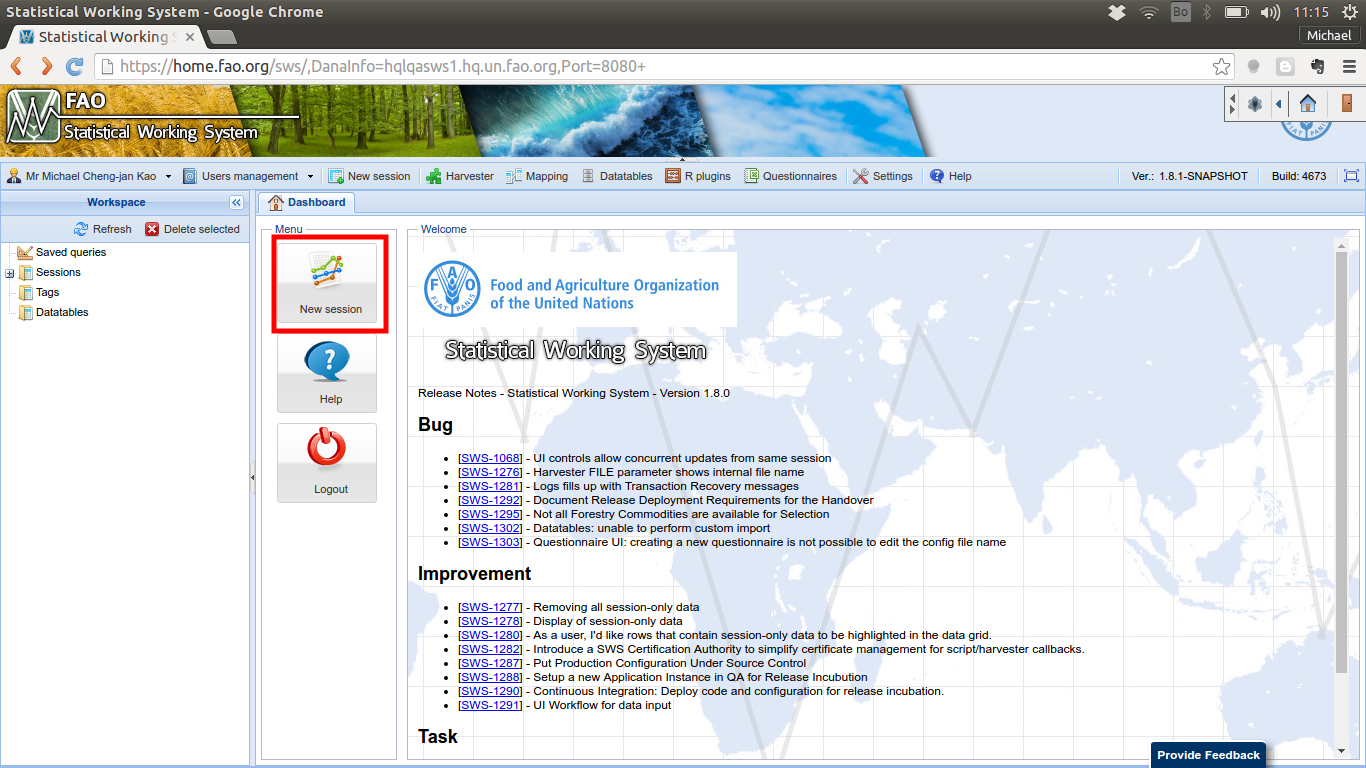 Statistical Working System - Google Chrome
Bo
11:15
Statistical Working
Michael
https://home.fao.org/sws/,DanaInfo=hqlqasws1.hq.un.fao.org,Port=8080+
FAO
Statistical Working System
FIAT PANIS
Mr Michael Cheng-jan Kao
Users management
New session
Harvester
Mapping
Datatables
R plugins
Questionnaires
Settings
Help
Ver.: 1.8.1-SNAPSHOT
Build: 4673
Workspace
Dashboard
Refresh
Delete selected
Saved queries
Sessions
Tags
Datatables
Menu
New session
Help
Logout
Welcome
FAO
FIAT PANIS
Food and Agriculture Organization
of the United Nations
Statistical Working System
Release Notes - Statistical Working System - Version 1.8.0
Bug
[SWS-1068] - UI controls allow concurrent updates from same session
[SWS-1276] - Harvester FILE parameter shows internal file name
[SWS-1281] - Logs fills up with Transaction Recovery messages
[SWS-1292] - Document Release Deployment Requirements for the Handover
[SWS-1295] - Not all Forestry Commodities are available for Selection
[SWS-1302] - Datatables: unable to perform custom import
[SWS-1303] - Questionnaire UI: creating a new questionnaire is not possible to edit the config file name
Improvement
[SWS-1277] - Removing all session-only data
[SWS-1278] - Display of session-only data
[SWS-1280] - As a user, I'd like rows that contain session-only data to be highlighted in the data grid.
[SWS-1282] - Introduce a SWS Certification Authority to simplify certificate management for script/harvester callbacks.
[SWS-1287] - Put Production Configuration Under Source Control
[SWS-1288] - Setup a new Application Instance in QA for Release Incubution
[SWS-1290] - Continuous Integration: Deploy code and configuration for release incubation.
[SWS-1291] - UI Workflow for data input
Task
Provide Feedback